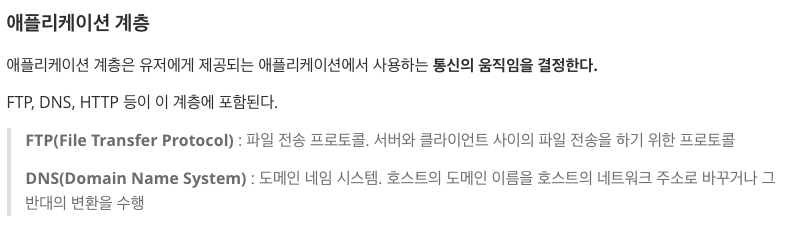 애플리케이션 계층
애플리케이션 계층은 유저에게 제공되는 애플리케이션에서 사용하는 통신의 움직임을 결정한다.
FTP, DNS, HTTP 등이 이 계층에 포함된다.
FTP(File Transfer Protocol) : 파일 전송 프로토콜. 서버와 클라이언트 사이의 파일 전송을 하기 위한 프로토콜
DNS(Domain Name System) : 도메인 네임 시스템. 호스트의 도메인 이름을 호스트의 네트워크 주소로 바꾸거나 그
반대의 변환을 수행